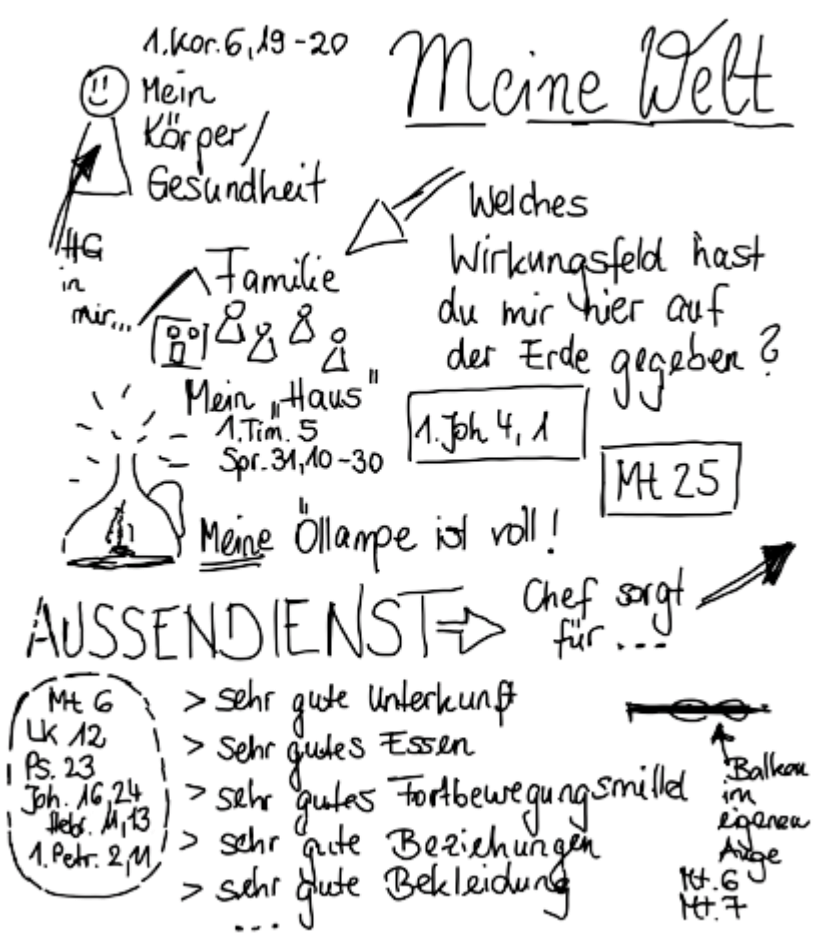 1.Kor.6,19-20
Mein
Körper/
Gesundheit
Meine Welt
HG
in
mir...
Familie
Mein „Haus"
1.Tim. 5
Spr. 31,10-30
Welches
Wirkungsfeld hast
du mir hier auf
der Erde gegeben?
1.Joh 4, 1
Mt 25
Meine Öllampe ist voll!
AUSSENDIENST
Chef sorgt
für ...
Mt 6
LK 12
Ps. 23
Joh. 16,24
Hebr. 11,13
1. Petr. 2,11
> sehr gute Unterkunft
> sehr gutes Essen
> sehr gutes Fortbewegungsmittel
> sehr gute Beziehungen
> sehr gute Bekleidung
...
Balken
im
eigenen
Auge
Mt. 6
Mt. 7